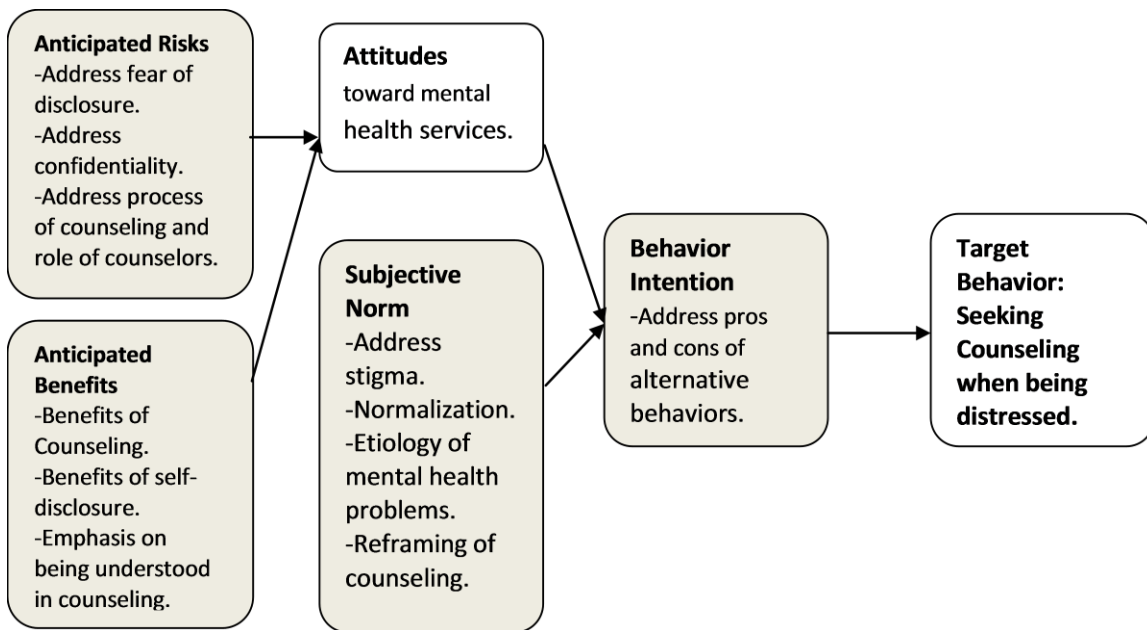 Anticipated Risks
-Address fear of
disclosure.
-Address
confidentiality.
-Address process
of counseling and
role of counselors.
Anticipated
Benefits
-Benefits of
Counseling.
-Benefits of self-
disclosure.
-Emphasis on
being understood
in counseling.
Attitudes
toward mental
health services.
Subjective
Norm
-Address
stigma.
-Normalization.
-Etiology of
mental health
problems.
-Reframing of
counseling.
Behavior
Intention
-Address pros
and cons of
alternative
behaviors.
Target
Behavior:
Seeking
Counseling
when being
distressed.